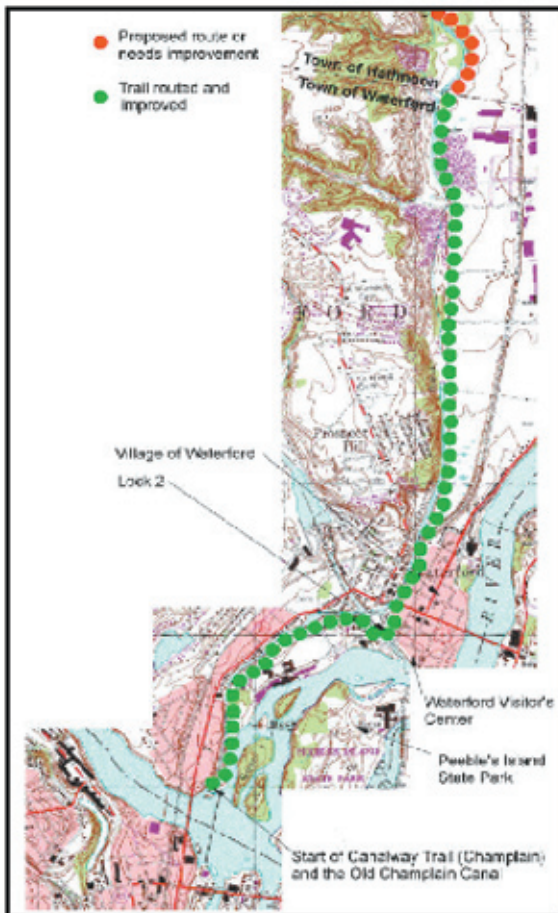 Proposed route or
needs improvement
Trail routed and
improved
Town of Halfmoon
Town of Waterford
Village of Waterford
Lock 2
RIVER
Waterford Visitor's
Center
Peeble's Island
State Park
Start of Canalway Trail (Champlain)
and the Old Champlain Canal